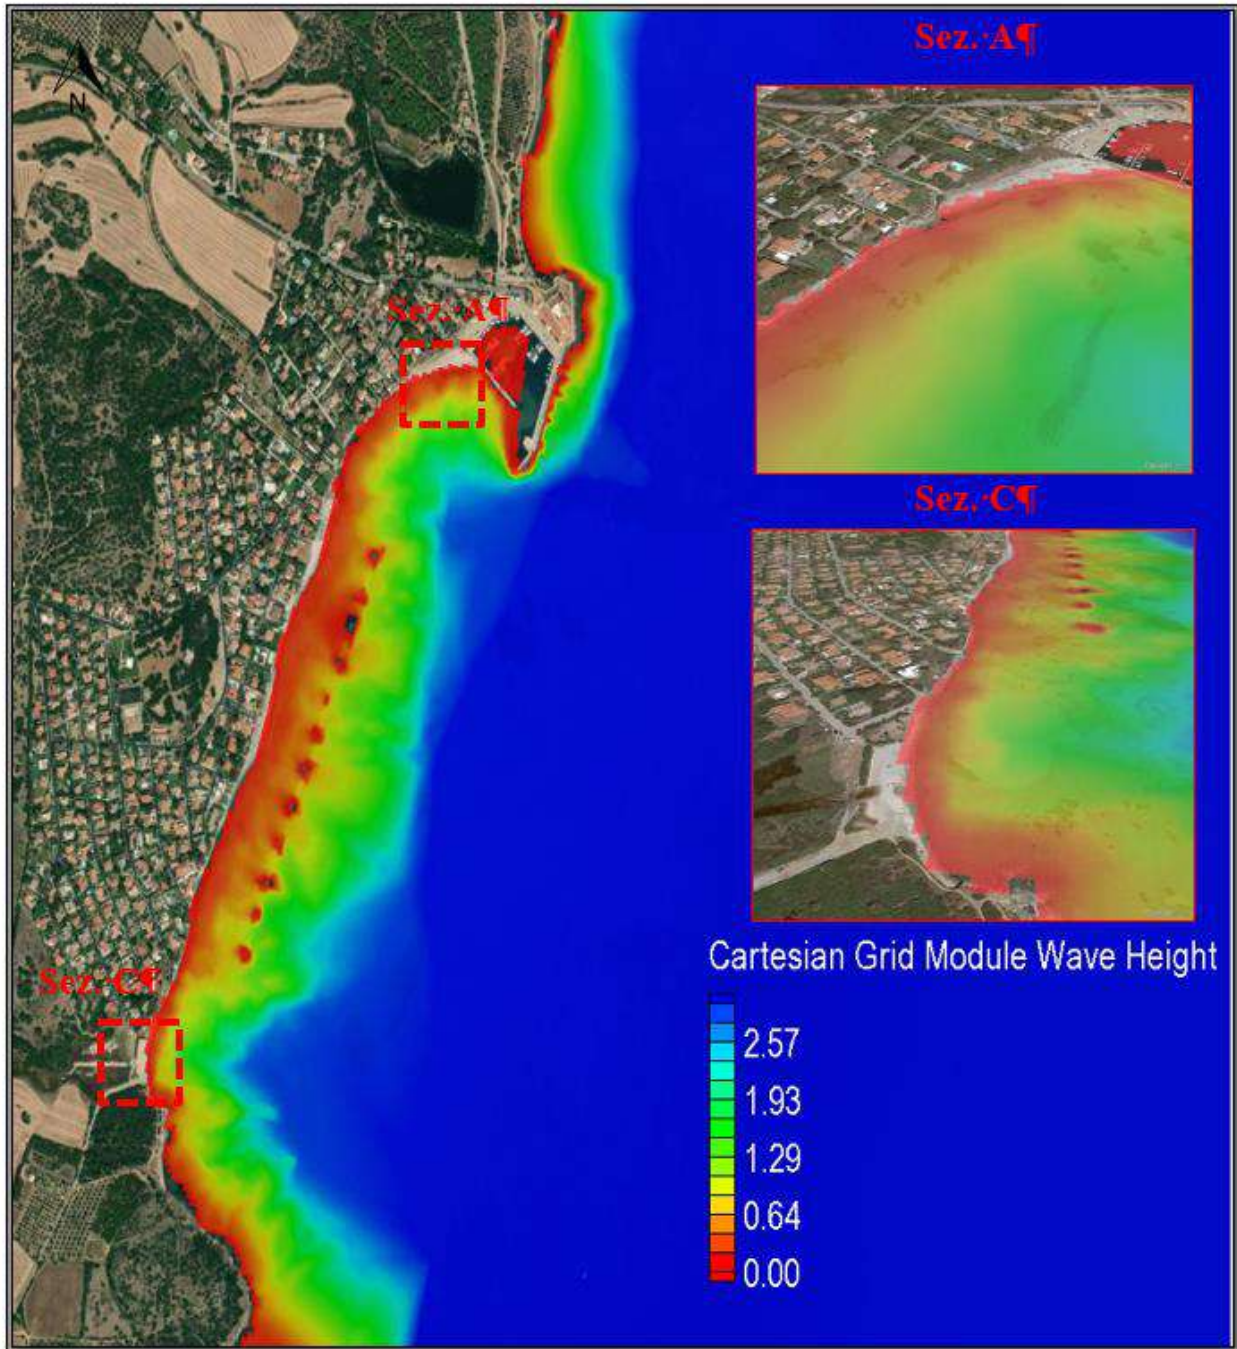 Sez.·A¶
N
Sez.·A¶
Sez.·C¶
Sez.·C¶
Cartesian Grid Module Wave Height
2.57
1.93
1.29
0.64
0.00